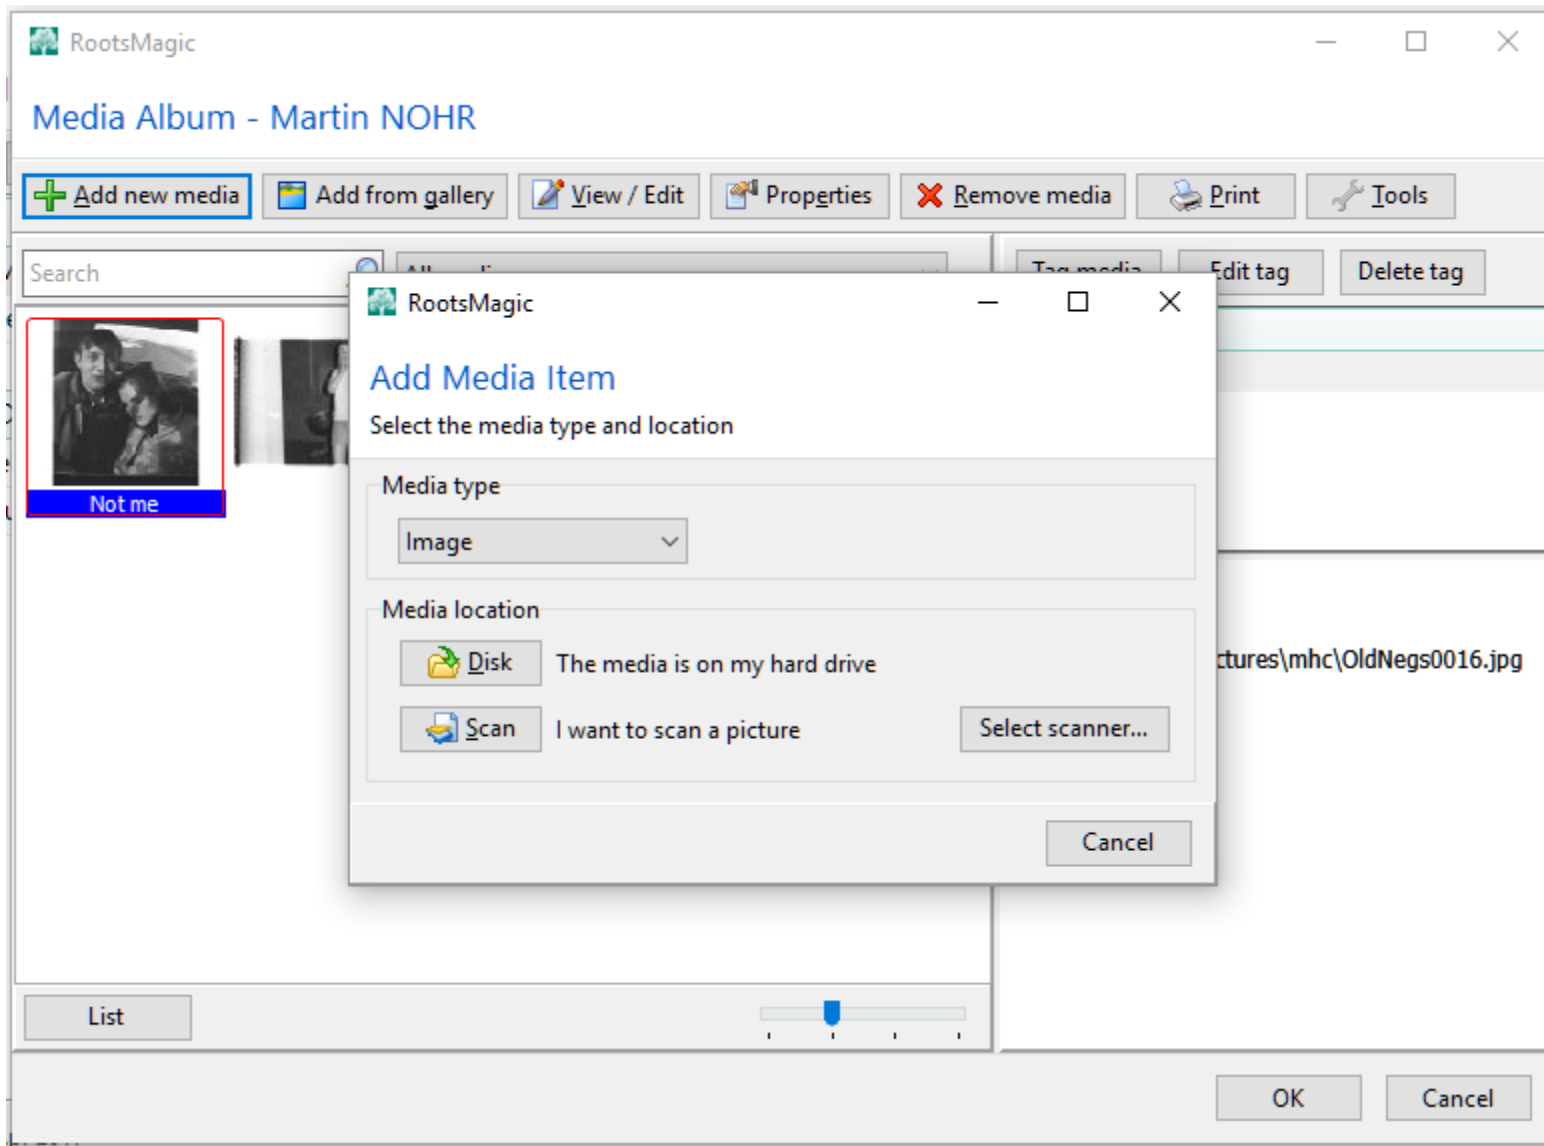 RootsMagic
Media Album - Martin NOHR
Add new media
Add from gallery
View / Edit
Properties
Remove media
Print
Tools
Search
Tag media
Edit tag
Delete tag
Not me
RootsMagic
Add Media Item
Select the media type and location
Media type
Image
Media location
Disk
The media is on my hard drive
ctures\mhc\OldNegs0016.jpg
Scan
I want to scan a picture
Select scanner...
Cancel
List
OK
Cancel